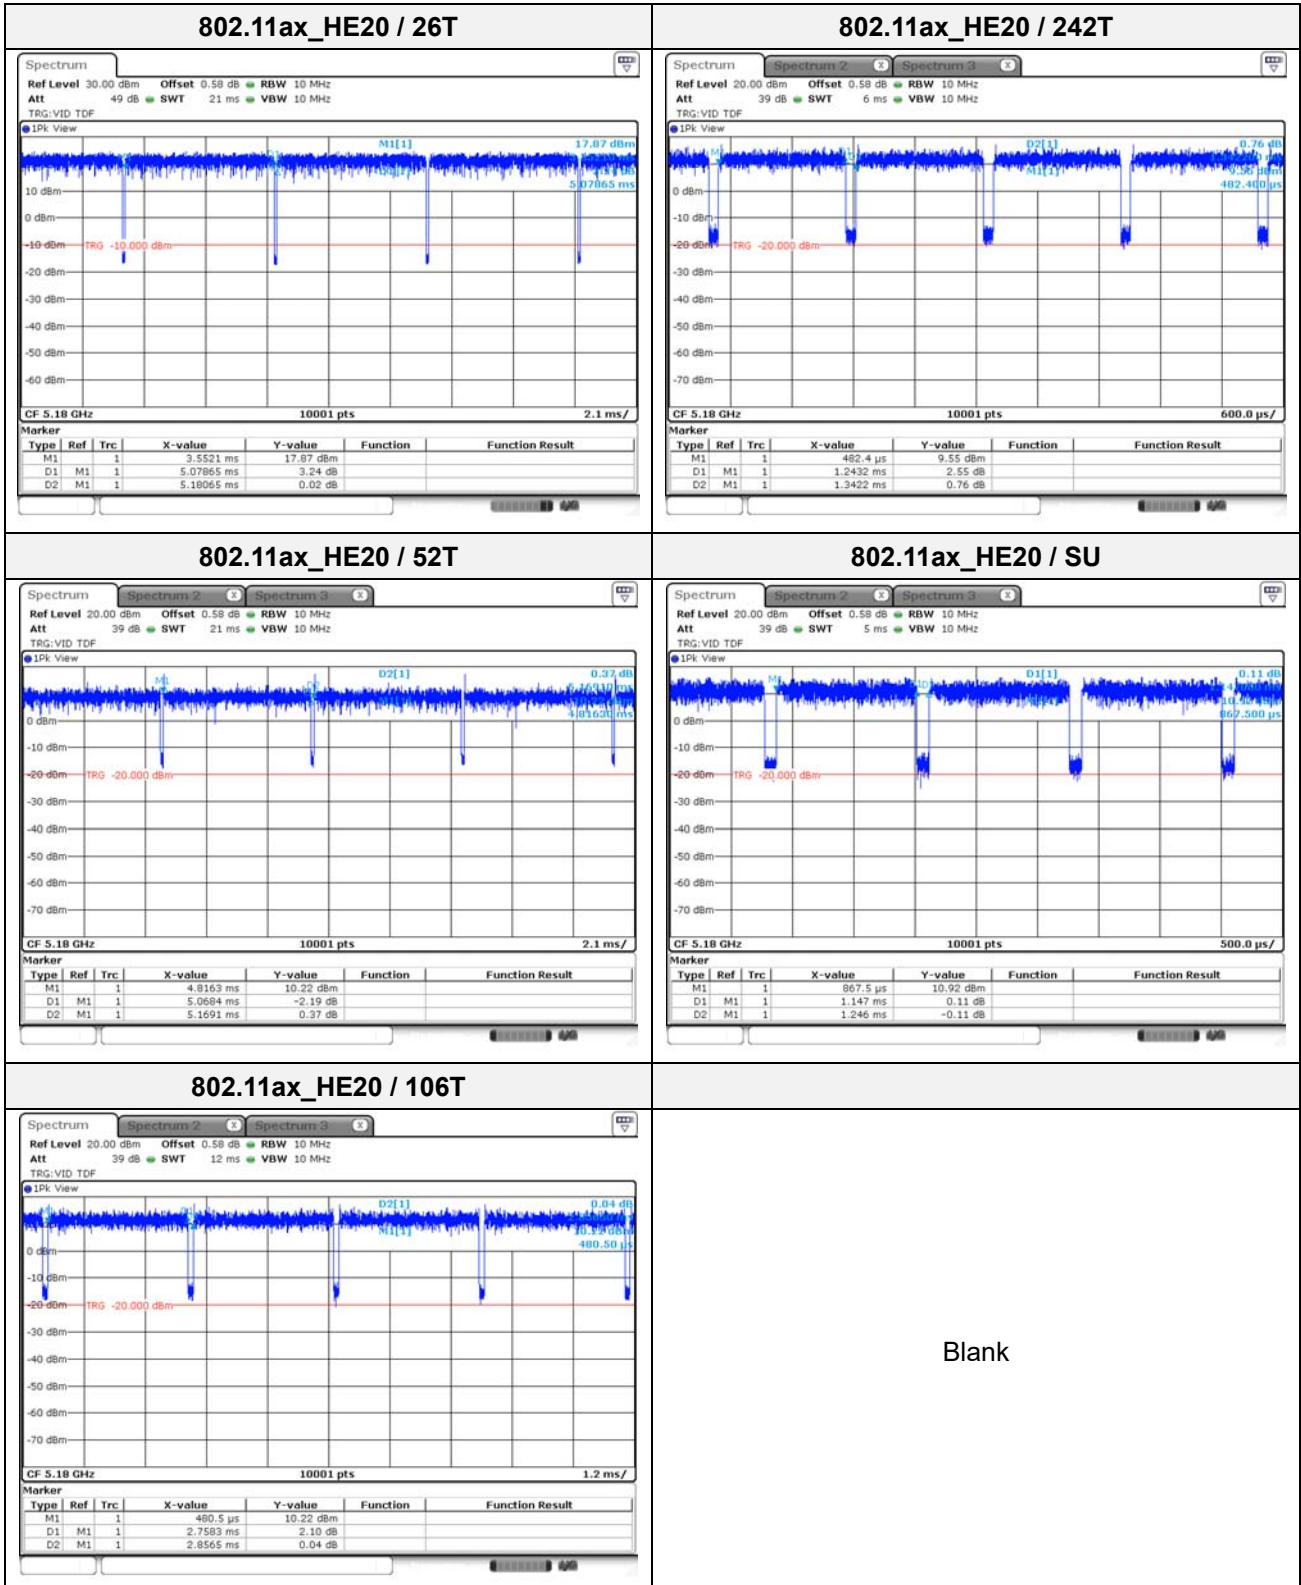 802.11ax_HE20 / 26T
Spectrum
Ref Level 30.00 dBm Offset 0.58 dB RBW 10 MHz
Att 49 dB SWT 21 ms VBW 10 MHz
TRG:VID TDF
1Pk View
M1[1] 17.87 dBm
5.07865 ms
10 dBm
0 dBm
-10 dBm TRG -10.000 dBm
-20 dBm
-30 dBm
-40 dBm
-50 dBm
-60 dBm
CF 5.18 GHz 10001 pts 2.1 ms/
Marker
Type Ref Trc X-value Y-value Function Function Result
M1 1 3.5521 ms 17.87 dBm
D1 M1 1 5.07865 ms 3.24 dB
D2 M1 1 5.18065 ms 0.02 dB
802.11ax_HE20 / 242T
Spectrum Spectrum 2 X Spectrum 3 X
Ref Level 20.00 dBm Offset 0.58 dB RBW 10 MHz
Att 39 dB SWT 6 ms VBW 10 MHz
TRG:VID TDF
1Pk View
D2[1] 0.76 dB
M1[1] 9.55 dBm
482.400 µs
0 dBm
-10 dBm
-20 dBm TRG -20.000 dBm
-30 dBm
-40 dBm
-50 dBm
-60 dBm
-70 dBm
CF 5.18 GHz 10001 pts 600.0 µs/
Marker
Type Ref Trc X-value Y-value Function Function Result
M1 1 482.4 µs 9.55 dBm
D1 M1 1 1.2432 ms 2.55 dB
D2 M1 1 1.3422 ms 0.76 dB
802.11ax_HE20 / 52T
Spectrum Spectrum 2 X Spectrum 3 X
Ref Level 20.00 dBm Offset 0.58 dB RBW 10 MHz
Att 39 dB SWT 21 ms VBW 10 MHz
TRG:VID TDF
1Pk View
M1 D2 D2[1] 0.37 dB
5.16910 ms
4.81630 ms
0 dBm
-10 dBm
-20 dBm TRG -20.000 dBm
-30 dBm
-40 dBm
-50 dBm
-60 dBm
-70 dBm
CF 5.18 GHz 10001 pts 2.1 ms/
Marker
Type Ref Trc X-value Y-value Function Function Result
M1 1 4.8163 ms 10.22 dBm
D1 M1 1 5.0684 ms -2.19 dB
D2 M1 1 5.1691 ms 0.37 dB
802.11ax_HE20 / SU
Spectrum Spectrum 2 X Spectrum 3 X
Ref Level 20.00 dBm Offset 0.58 dB RBW 10 MHz
Att 39 dB SWT 5 ms VBW 10 MHz
TRG:VID TDF
1Pk View
M1 D1[1] 0.11 dB
867.500 µs
0 dBm
-10 dBm
-20 dBm TRG -20.000 dBm
-30 dBm
-40 dBm
-50 dBm
-60 dBm
-70 dBm
CF 5.18 GHz 10001 pts 500.0 µs/
Marker
Type Ref Trc X-value Y-value Function Function Result
M1 1 867.5 µs 10.92 dBm
D1 M1 1 1.147 ms 0.11 dB
D2 M1 1 1.246 ms -0.11 dB
802.11ax_HE20 / 106T
Spectrum Spectrum 2 X Spectrum 3 X
Ref Level 20.00 dBm Offset 0.58 dB RBW 10 MHz
Att 39 dB SWT 12 ms VBW 10 MHz
TRG:VID TDF
1Pk View
D2[1] 0.04 dB
M1[1] 10.22 dBm
480.50 µs
0 dBm
-10 dBm
-20 dBm TRG -20.000 dBm
-30 dBm
-40 dBm
-50 dBm
-60 dBm
-70 dBm
CF 5.18 GHz 10001 pts 1.2 ms/
Marker
Type Ref Trc X-value Y-value Function Function Result
M1 1 480.5 µs 10.22 dBm
D1 M1 1 2.7583 ms 2.10 dB
D2 M1 1 2.8565 ms 0.04 dB
Blank